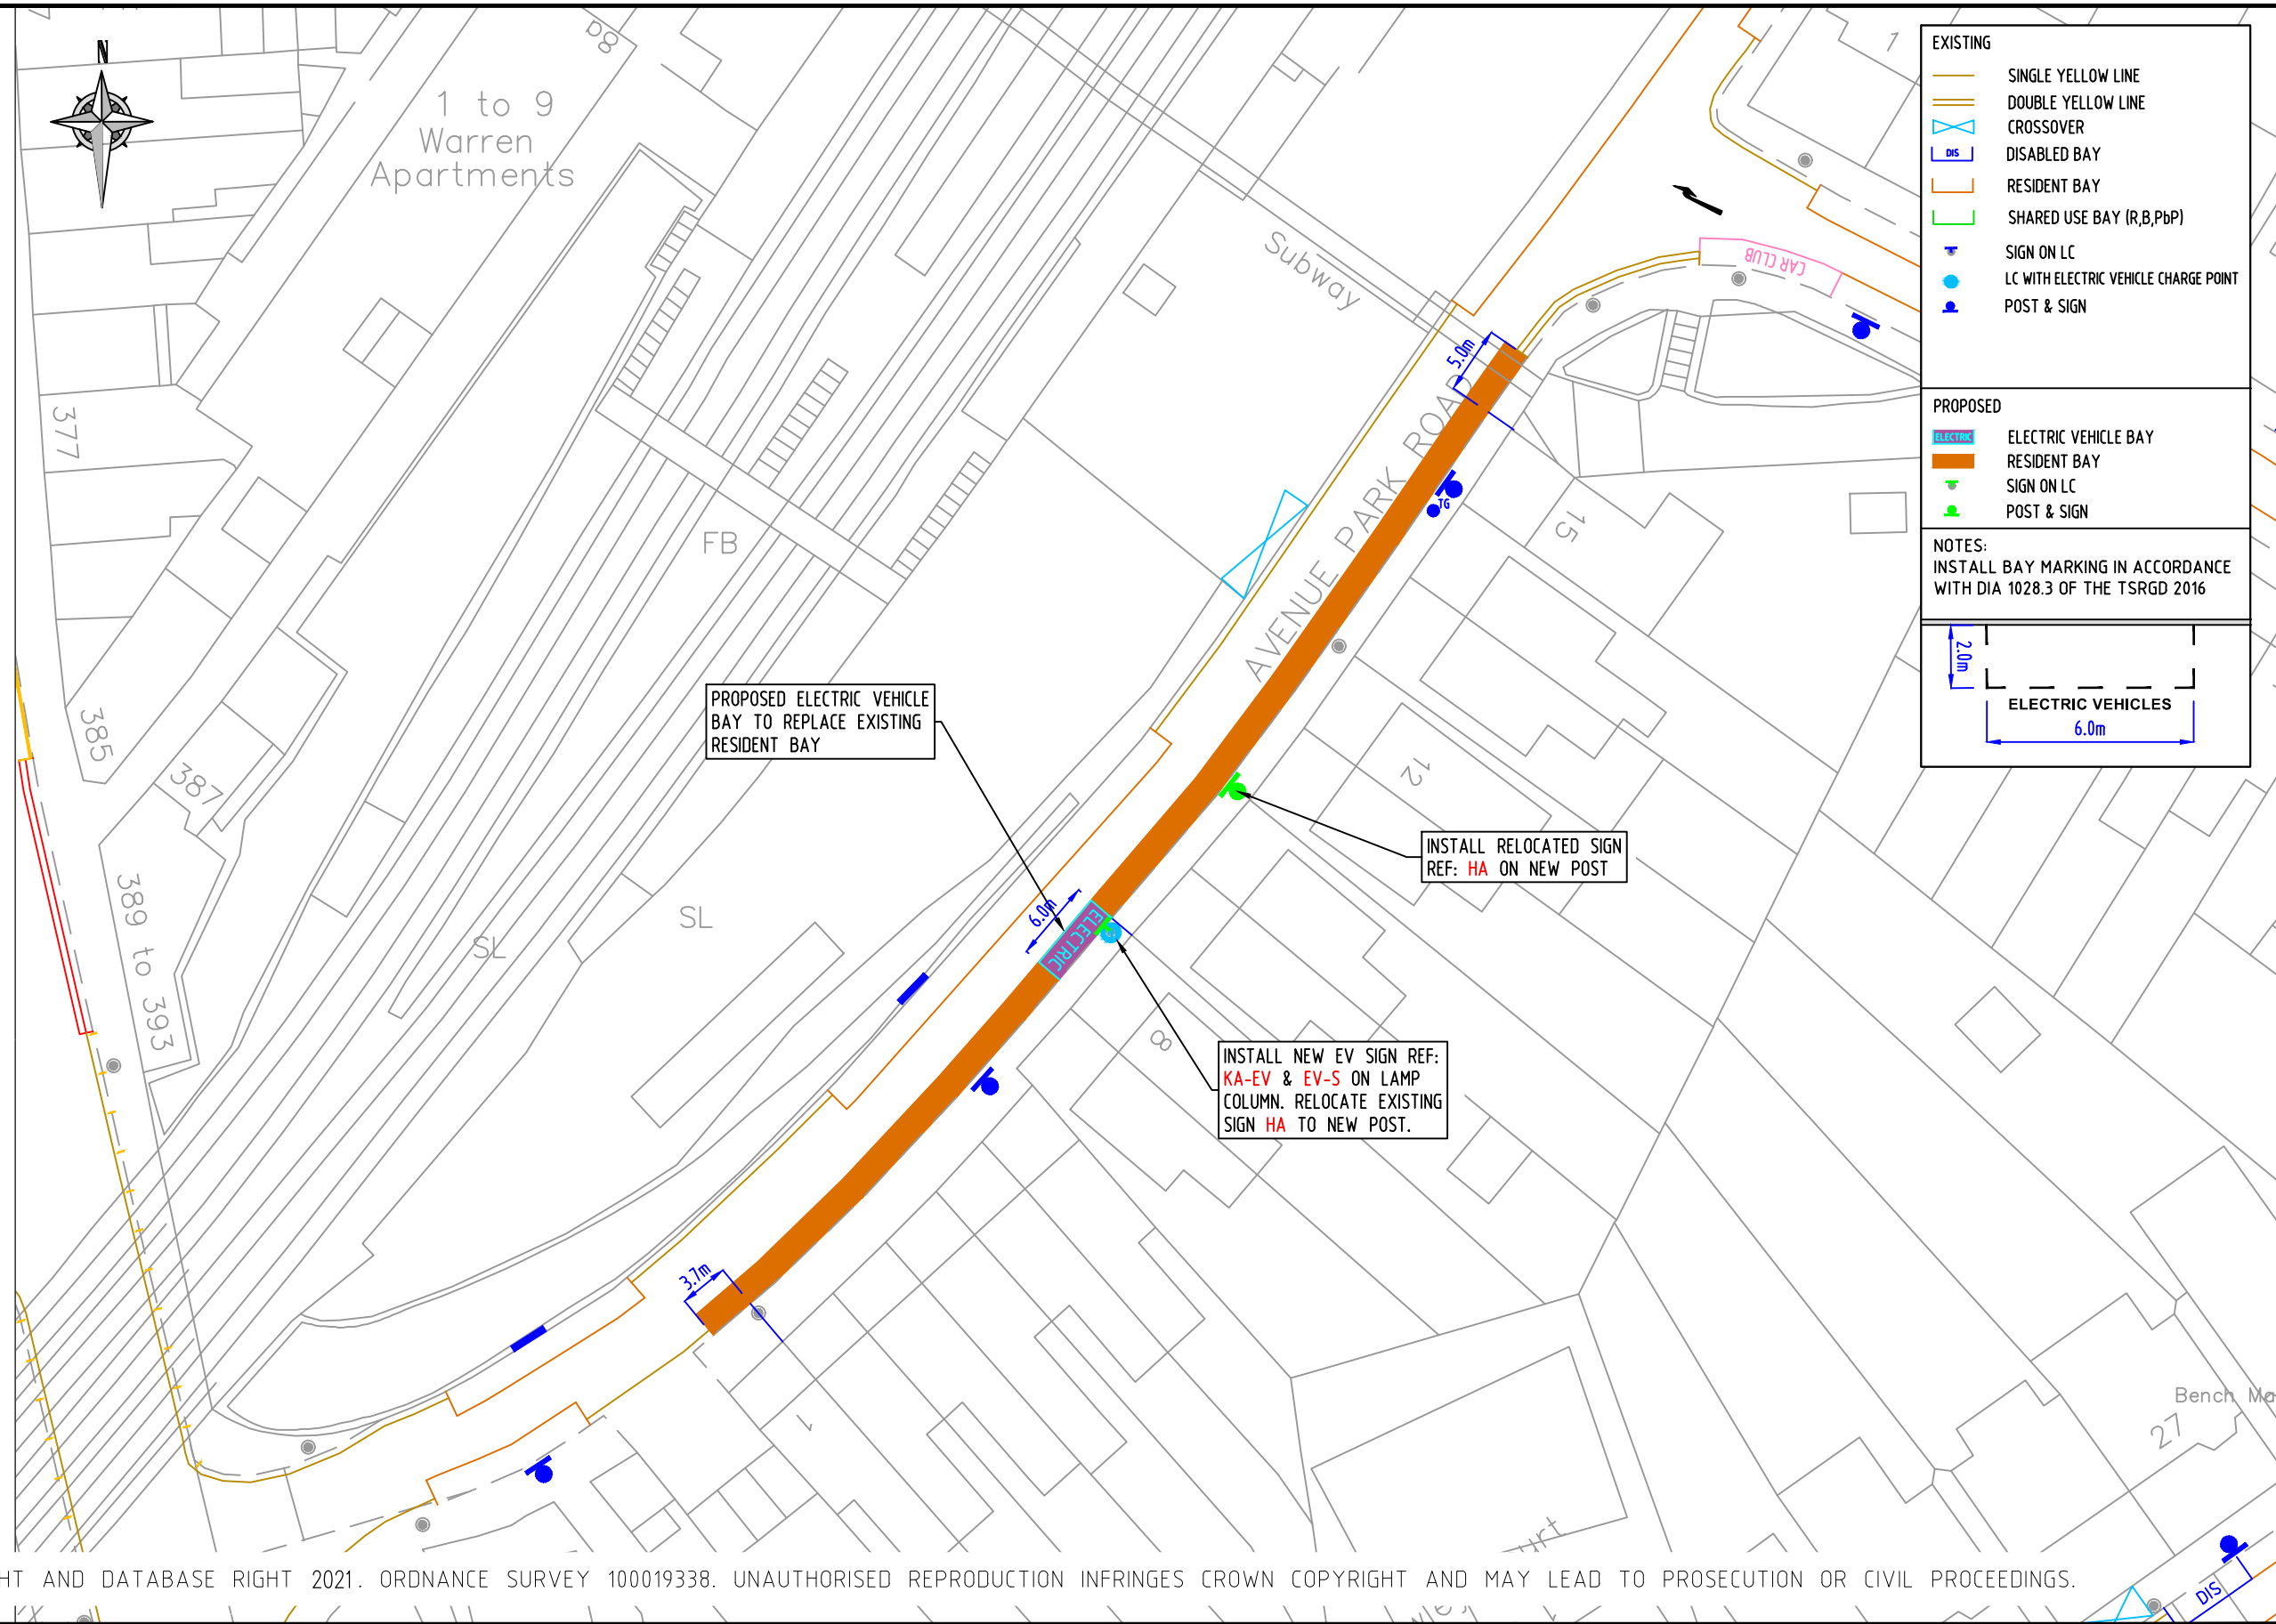 N
8a
1 to 9
Warren
Apartments
Subway
1
CAR CLUB
5.0m
377
FB
AVENUE PARK ROAD
TG
15
385
387
PROPOSED ELECTRIC VEHICLE
BAY TO REPLACE EXISTING
RESIDENT BAY
12
INSTALL RELOCATED SIGN
REF: HA ON NEW POST
389 to 393
SL
SL
6.0m
ELECTRIC
8
INSTALL NEW EV SIGN REF:
KA-EV & EV-S ON LAMP
COLUMN. RELOCATE EXISTING
SIGN HA TO NEW POST.
3.7m
1
Bench Ma
27
DIS
EXISTING
SINGLE YELLOW LINE
DOUBLE YELLOW LINE
CROSSOVER
DIS DISABLED BAY
RESIDENT BAY
SHARED USE BAY (R,B,PbP)
SIGN ON LC
LC WITH ELECTRIC VEHICLE CHARGE POINT
POST & SIGN
PROPOSED
ELECTRIC ELECTRIC VEHICLE BAY
RESIDENT BAY
SIGN ON LC
POST & SIGN
NOTES:
INSTALL BAY MARKING IN ACCORDANCE
WITH DIA 1028.3 OF THE TSRGD 2016
2.0m
ELECTRIC VEHICLES
6.0m
HT AND DATABASE RIGHT 2021. ORDNANCE SURVEY 100019338. UNAUTHORISED REPRODUCTION INFRINGES CROWN COPYRIGHT AND MAY LEAD TO PROSECUTION OR CIVIL PROCEEDINGS.